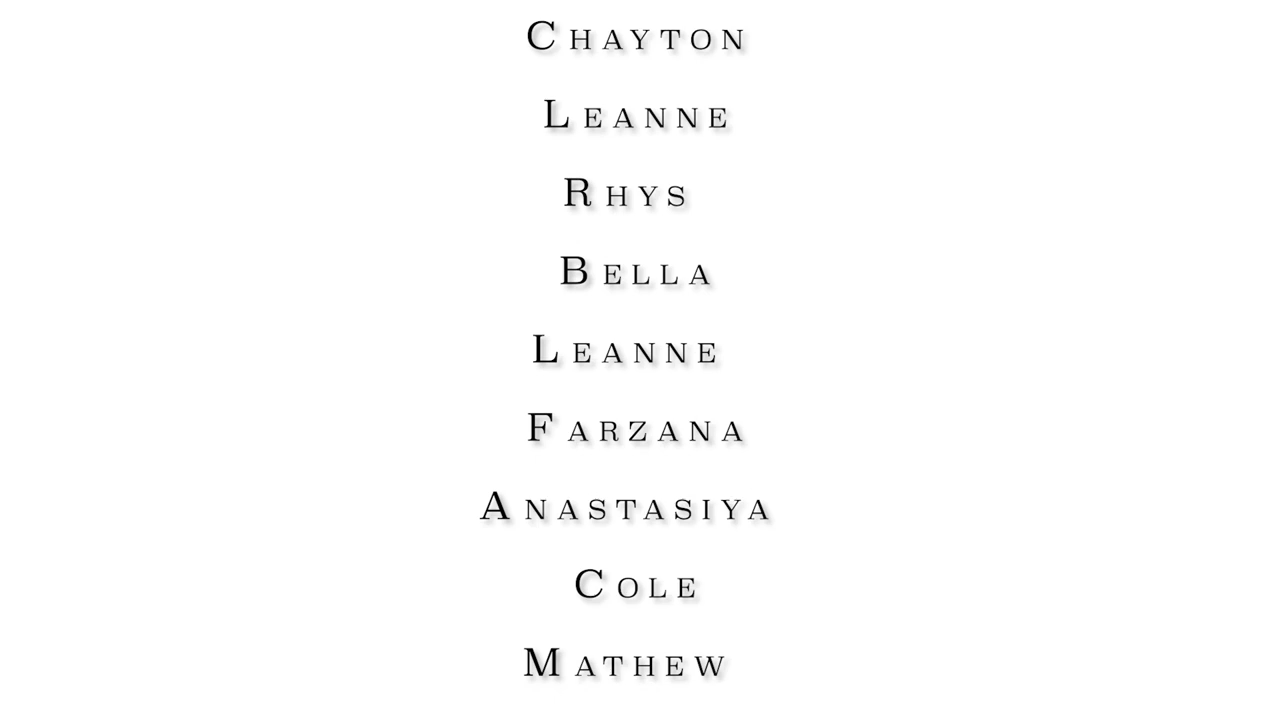 Chayton
Leanne
Rhys
Bella
Leanne
Farzana
Anastasiya
Cole
Mathew